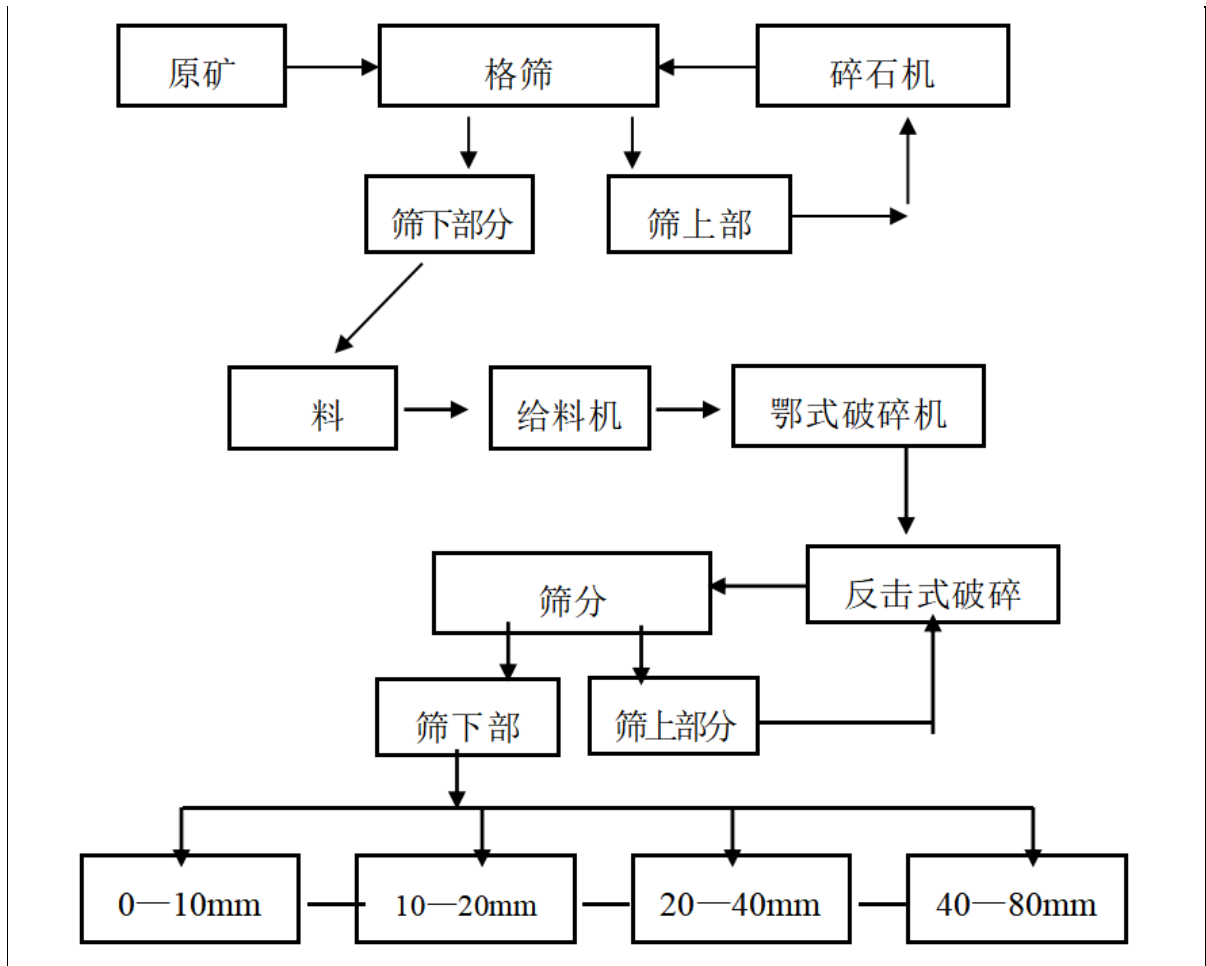 原矿
格筛
碎石机
筛下部分
筛上部
料
给料机
鄂式破碎机
反击式破碎
筛分
筛下部
筛上部分
0—10mm
10—20mm
20—40mm
40—80mm